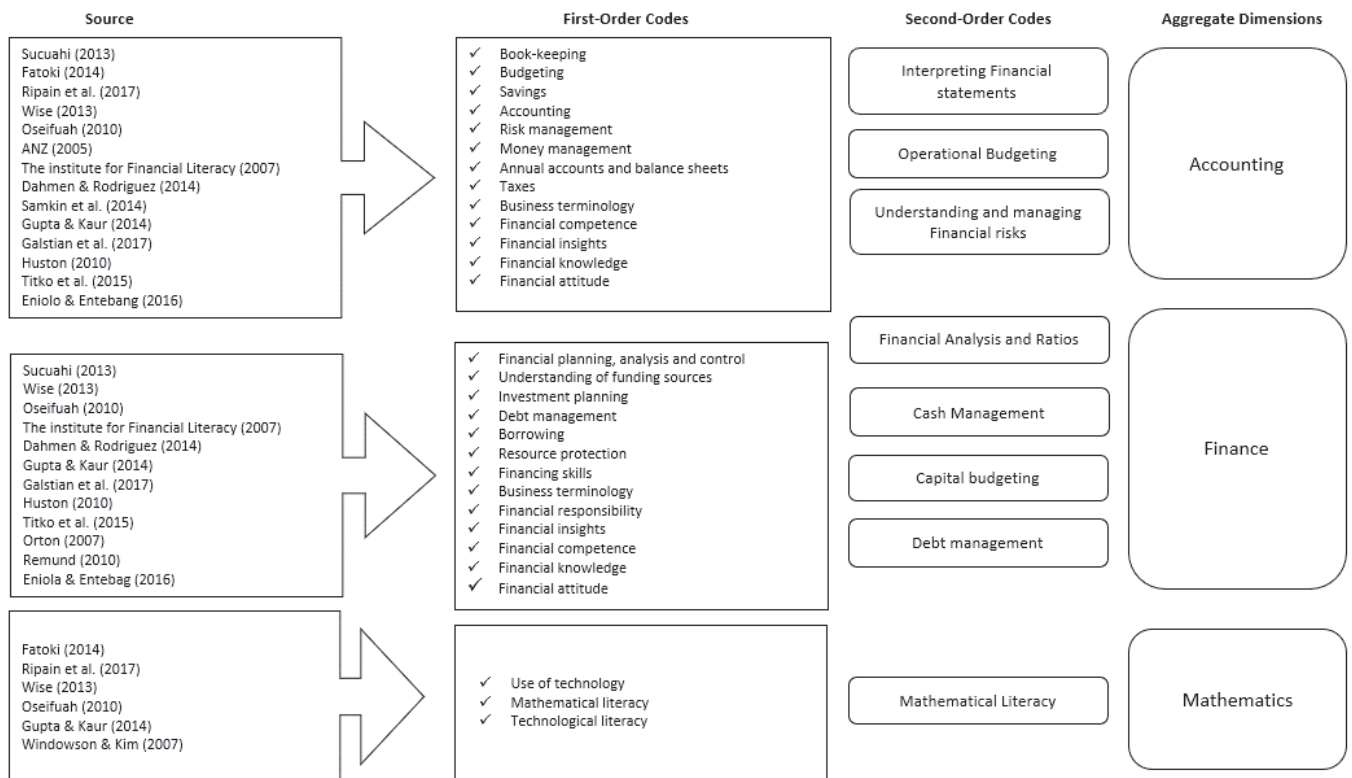 Source
First-Order Codes
Second-Order Codes
Aggregate Dimensions
Sucuahi (2013)
Fatoki (2014)
Ripain et al. (2017)
Wise (2013)
Oseifuah (2010)
ANZ (2005)
The institute for Financial Literacy (2007)
Dahmen & Rodriguez (2014)
Samkin et al. (2014)
Gupta & Kaur (2014)
Galstian et al. (2017)
Huston (2010)
Titko et al. (2015)
Eniolo & Entebang (2016)
✓ Book-keeping
✓ Budgeting
✓ Savings
✓ Accounting
✓ Risk management
✓ Money management
✓ Annual accounts and balance sheets
✓ Taxes
✓ Business terminology
✓ Financial competence
✓ Financial insights
✓ Financial knowledge
✓ Financial attitude
Interpreting Financial
statements
Operational Budgeting
Understanding and managing
Financial risks
Accounting
Sucuahi (2013)
Wise (2013)
Oseifuah (2010)
The institute for Financial Literacy (2007)
Dahmen & Rodriguez (2014)
Gupta & Kaur (2014)
Galstian et al. (2017)
Huston (2010)
Titko et al. (2015)
Orton (2007)
Remund (2010)
Eniola & Entebag (2016)
✓ Financial planning, analysis and control
✓ Understanding of funding sources
✓ Investment planning
✓ Debt management
✓ Borrowing
✓ Resource protection
✓ Financing skills
✓ Business terminology
✓ Financial responsibility
✓ Financial insights
✓ Financial competence
✓ Financial knowledge
✓ Financial attitude
Financial Analysis and Ratios
Cash Management
Capital budgeting
Debt management
Finance
Fatoki (2014)
Ripain et al. (2017)
Wise (2013)
Oseifuah (2010)
Gupta & Kaur (2014)
Windowson & Kim (2007)
✓ Use of technology
✓ Mathematical literacy
✓ Technological literacy
Mathematical Literacy
Mathematics